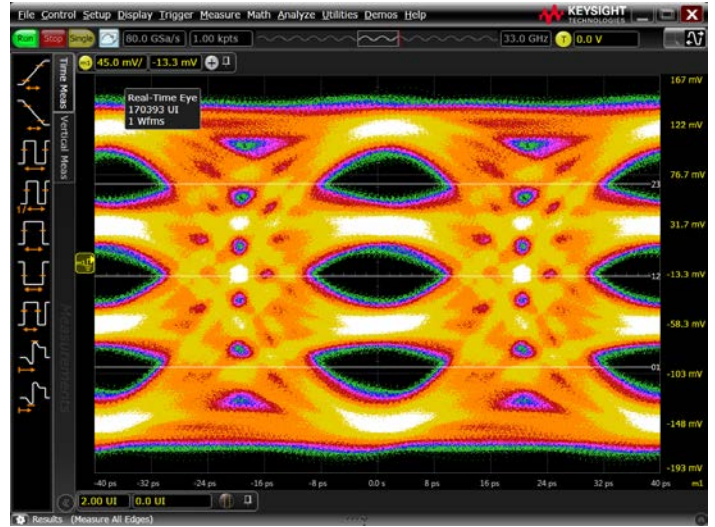 File Control Setup Display Trigger Measure Math Analyze Utilities Demos Help
KEYSIGHT
TECHNOLOGIES
Run Stop Single 80.0 GSa/s 1.00 kpts 33.0 GHz T 0.0 V
Time Meas
Vertical Meas
Measurements
m1 45.0 mV/ -13.3 mV
Real-Time Eye
170393 UI
1 Wfms
167 mV
122 mV
76.7 mV
31.7 mV
-13.3 mV
-58.3 mV
-103 mV
-148 mV
-193 mV
23
12
01
1/
-40 ps -32 ps -24 ps -16 ps -8 ps 0.0 s 8 ps 16 ps 24 ps 32 ps 40 ps m1
2.00 UI 0.0 UI
Results (Measure All Edges)